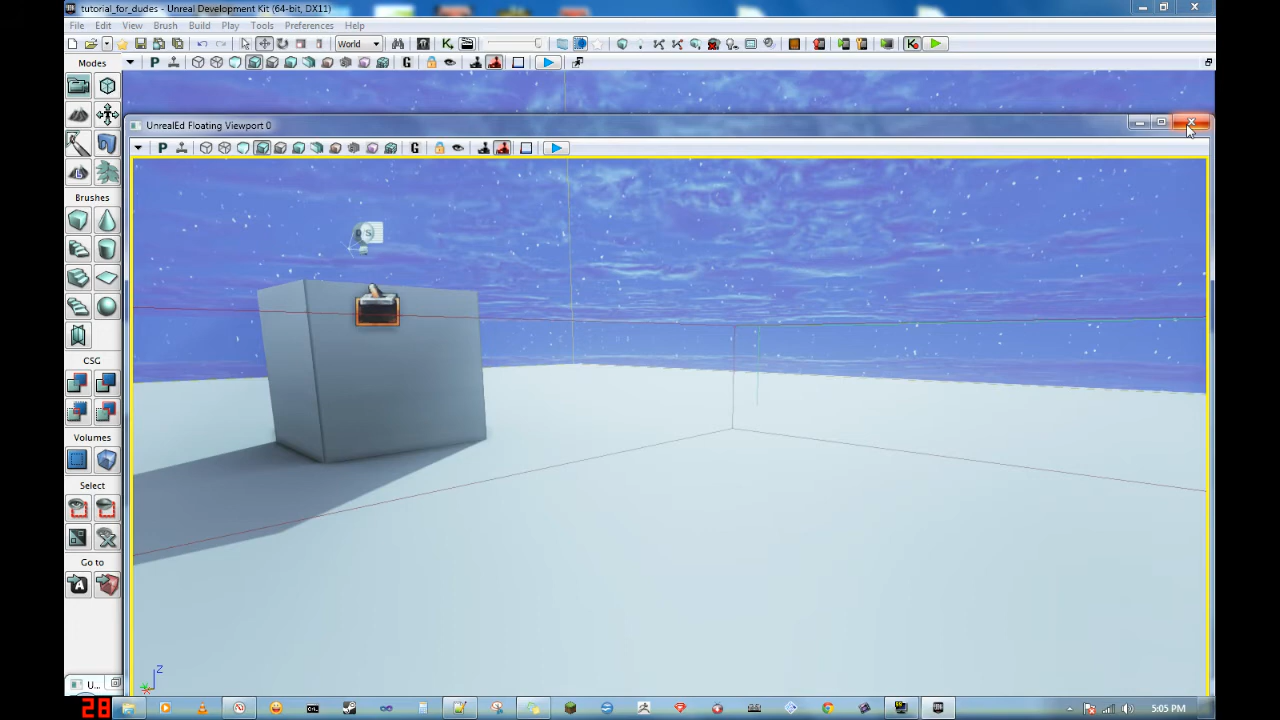 tutorial_for_dudes - Unreal Development Kit (64-bit, DX11)
File Edit View Brush Build Play Tools Preferences Help
World
Modes
P G
UnrealEd Floating Viewport 0
P G
Brushes
CSG
Volumes
Select
Go to
S
Z
U...
28
5:05 PM